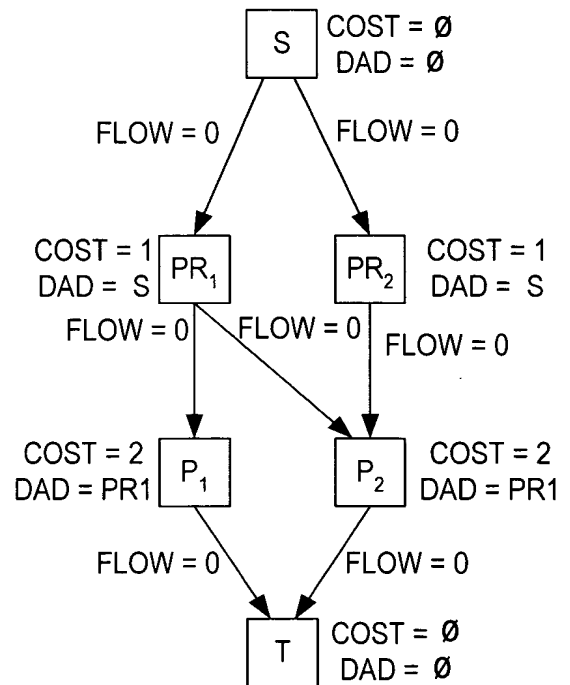 S
COST = Ø
DAD = Ø
FLOW = 0
FLOW = 0
COST = 1
DAD = S
PR₁
PR₂
COST = 1
DAD = S
FLOW = 0
FLOW = 0
FLOW = 0
COST = 2
DAD = PR1
P₁
P₂
COST = 2
DAD = PR1
FLOW = 0
FLOW = 0
T
COST = Ø
DAD = Ø